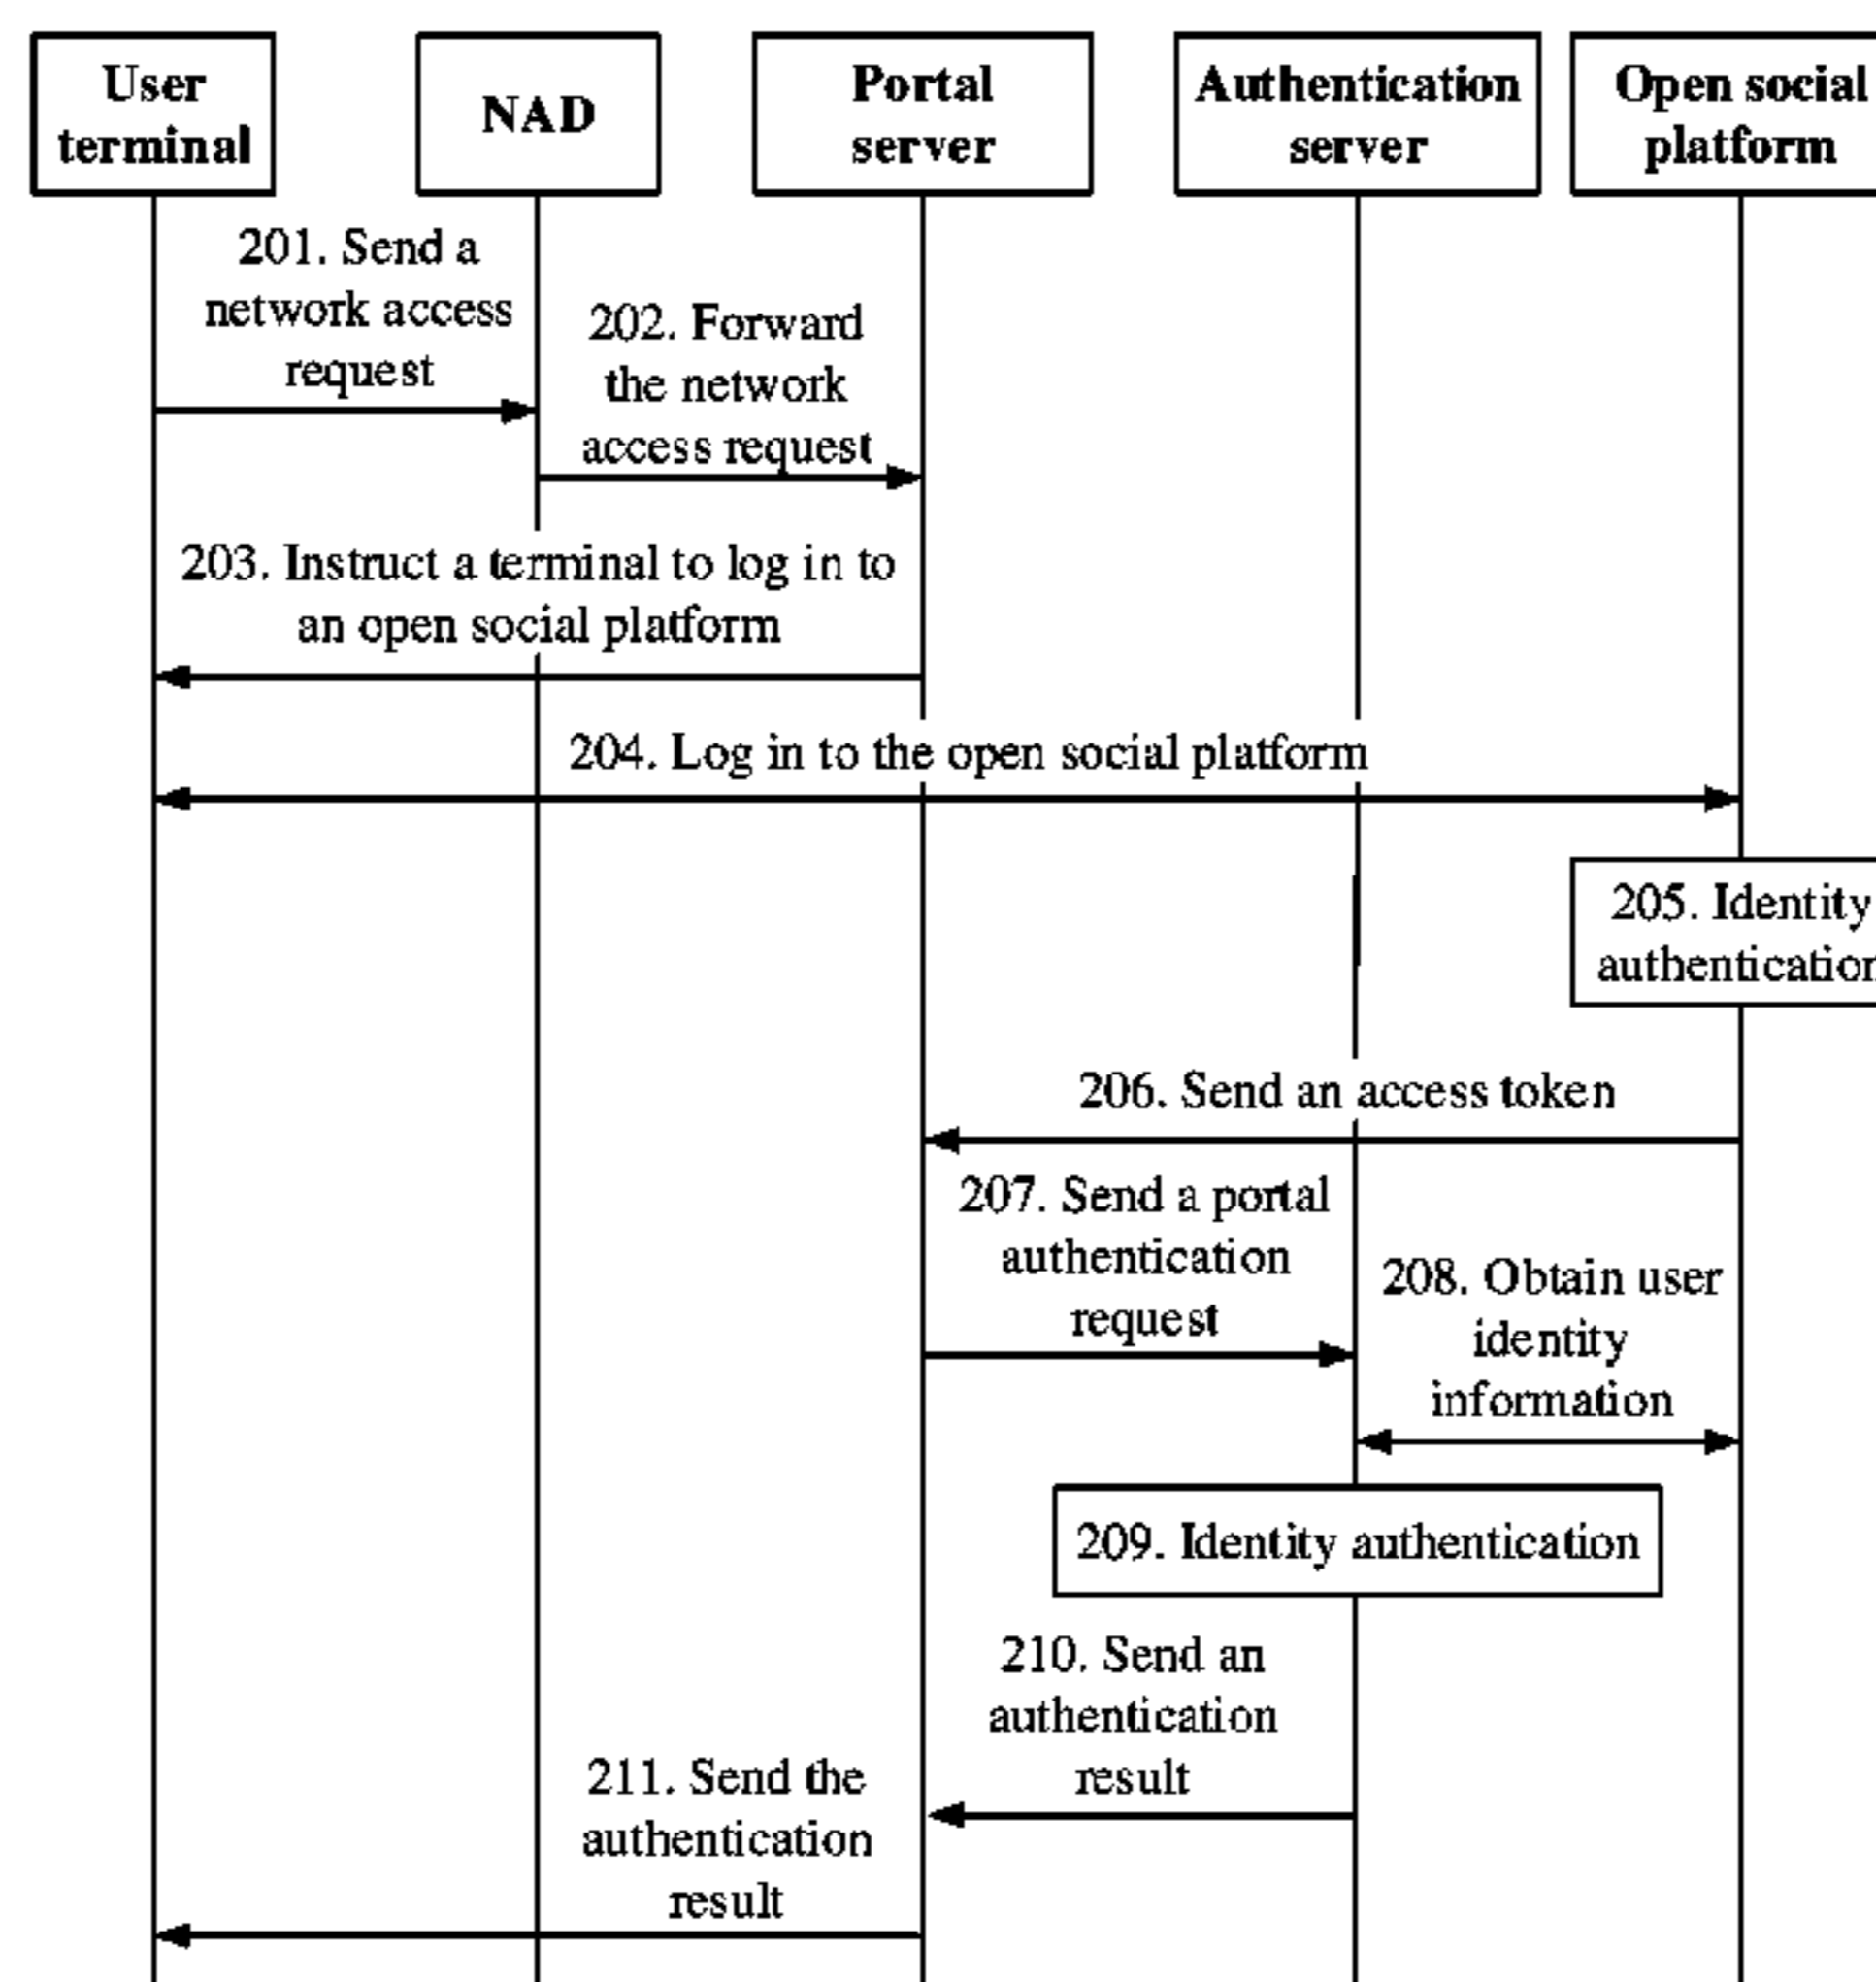 User
terminal
NAD
Portal
server
Authentication
server
Open social
platform
201. Send a
network access
request
202. Forward
the network
access request
203. Instruct a terminal to log in to
an open social platform
204. Log in to the open social platform
205. Identity
authentication
206. Send an access token
207. Send a portal
authentication
request
208. Obtain user
identity
information
209. Identity authentication
210. Send an
authentication
result
211. Send the
authentication
result